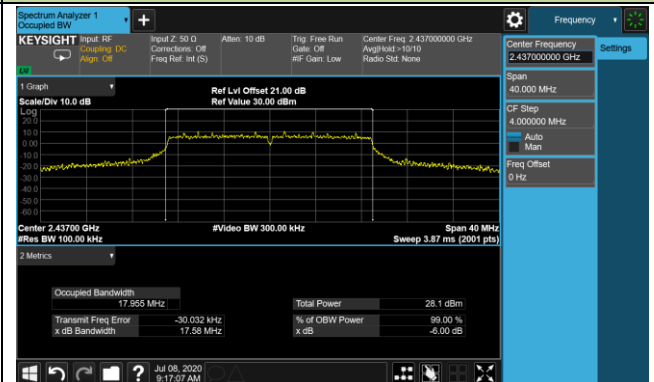 Spectrum Analyzer 1
Occupied BW
+
Frequency
KEYSIGHT
Input: RF
Coupling: DC
Align: Off
Input Z: 50 Ω
Corrections: Off
Freq Ref: Int (S)
Atten: 10 dB
Trig: Free Run
Gate: Off
#IF Gain: Low
Center Freq: 2.437000000 GHz
Avg|Hold:>10/10
Radio Std: None
Center Frequency
2.437000000 GHz
Settings
Span
40.000 MHz
CF Step
4.000000 MHz
Auto
Man
Freq Offset
0 Hz
1 Graph
Scale/Div 10.0 dB
Ref Lvl Offset 21.00 dB
Ref Value 30.00 dBm
Log
20.0
10.0
0.00
-10.0
-20.0
-30.0
-40.0
-50.0
-60.0
Center 2.43700 GHz
#Video BW 300.00 kHz
Span 40 MHz
#Res BW 100.00 kHz
Sweep 3.87 ms (2001 pts)
2 Metrics
Occupied Bandwidth
17.955 MHz
Total Power 28.1 dBm
Transmit Freq Error -30.032 kHz
% of OBW Power 99.00 %
x dB Bandwidth 17.58 MHz
x dB -6.00 dB
?
Jul 08, 2020
9:17:07 AM